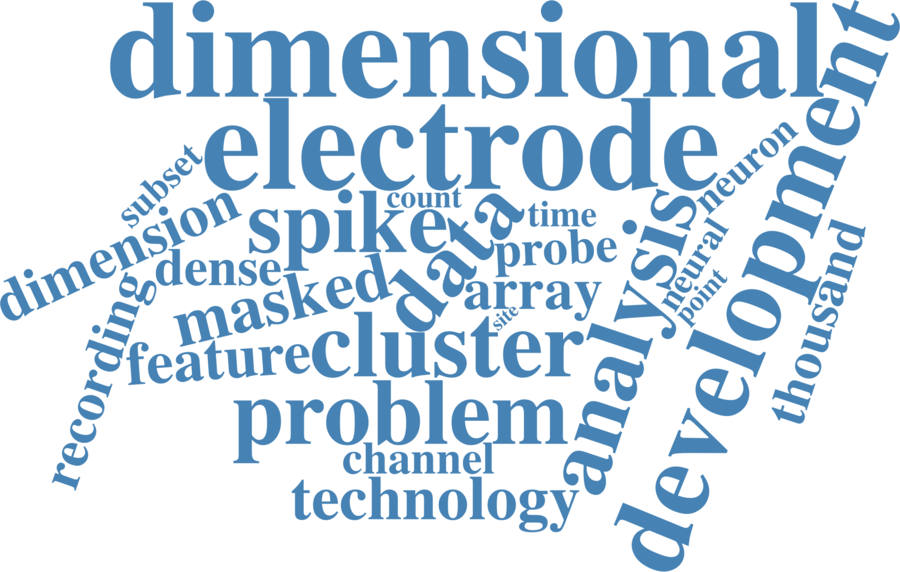 dimensional
electrode
development
subset
neuron
count
spike
data
time
dimension
probe
analysis
neural
dense
masked
array
point
thousand
site
recording
feature
cluster
problem
channel
technology